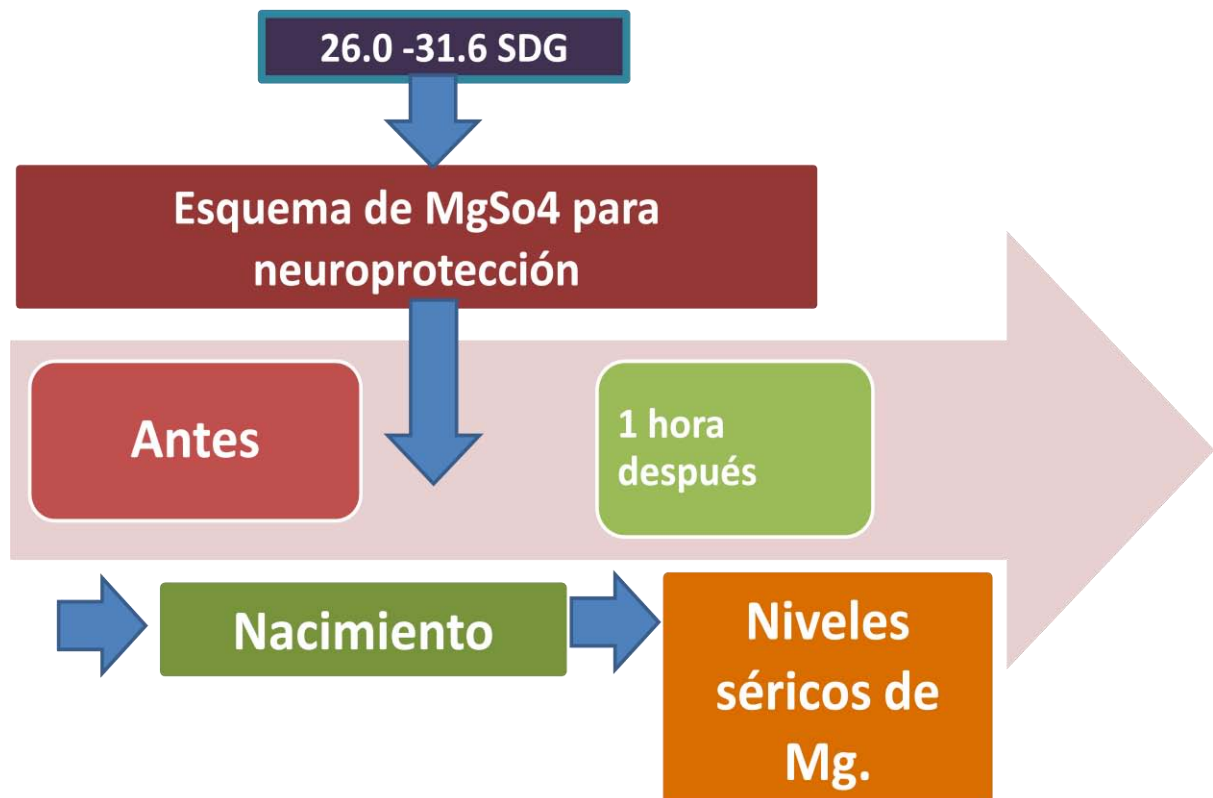 26.0 -31.6 SDG
Esquema de MgSo4 para
neuroprotección
Antes
1 hora
después
Nacimiento
Niveles
séricos de
Mg.